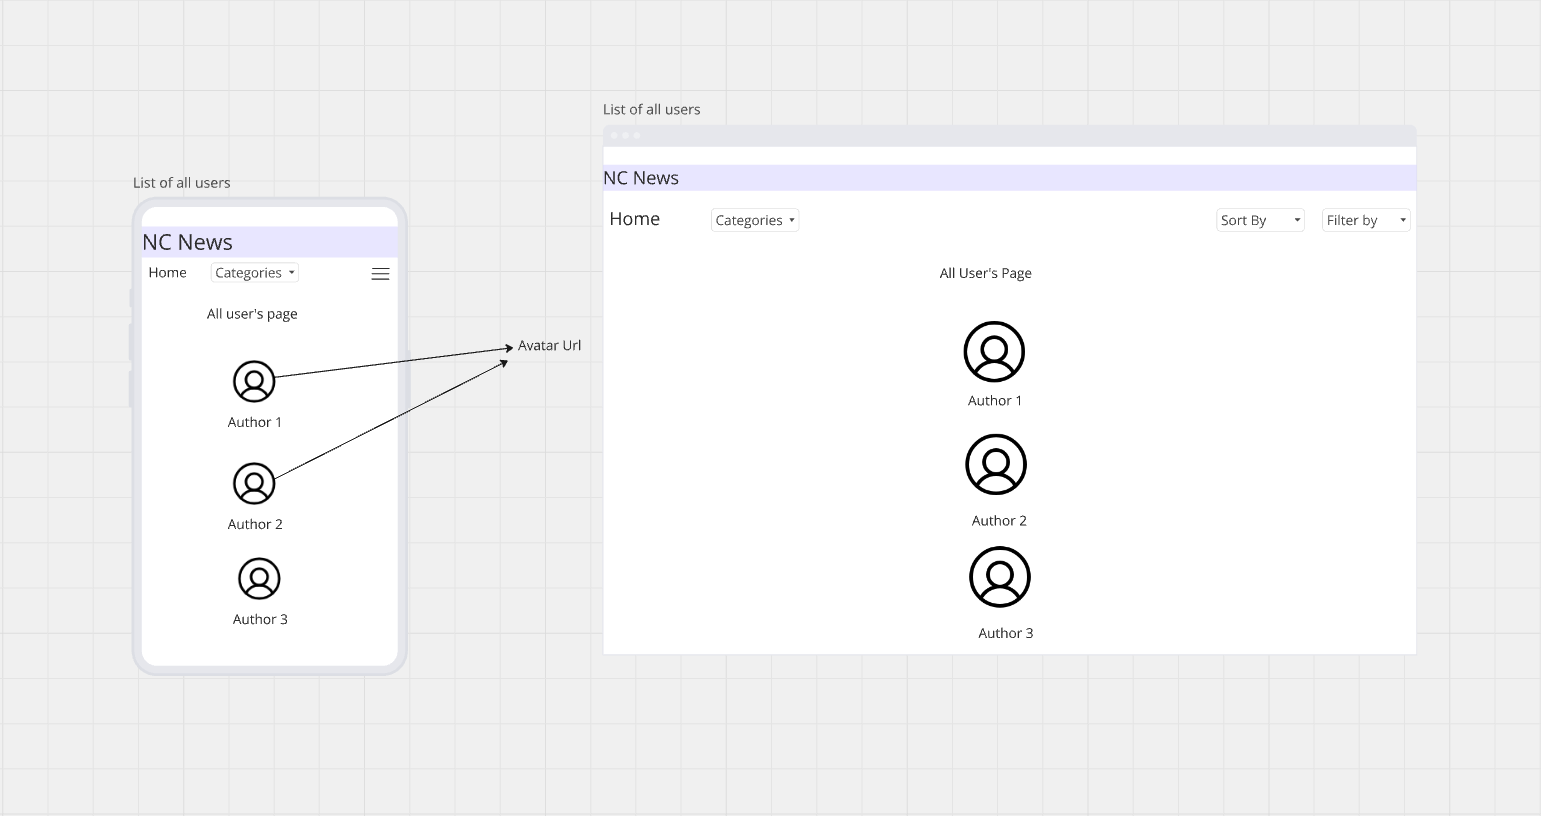 List of all users
NC News
Home
Categories
All user's page
Author 1
Author 2
Author 3
Avatar Url
List of all users
NC News
Home
Categories
Sort By
Filter by
All User's Page
Author 1
Author 2
Author 3